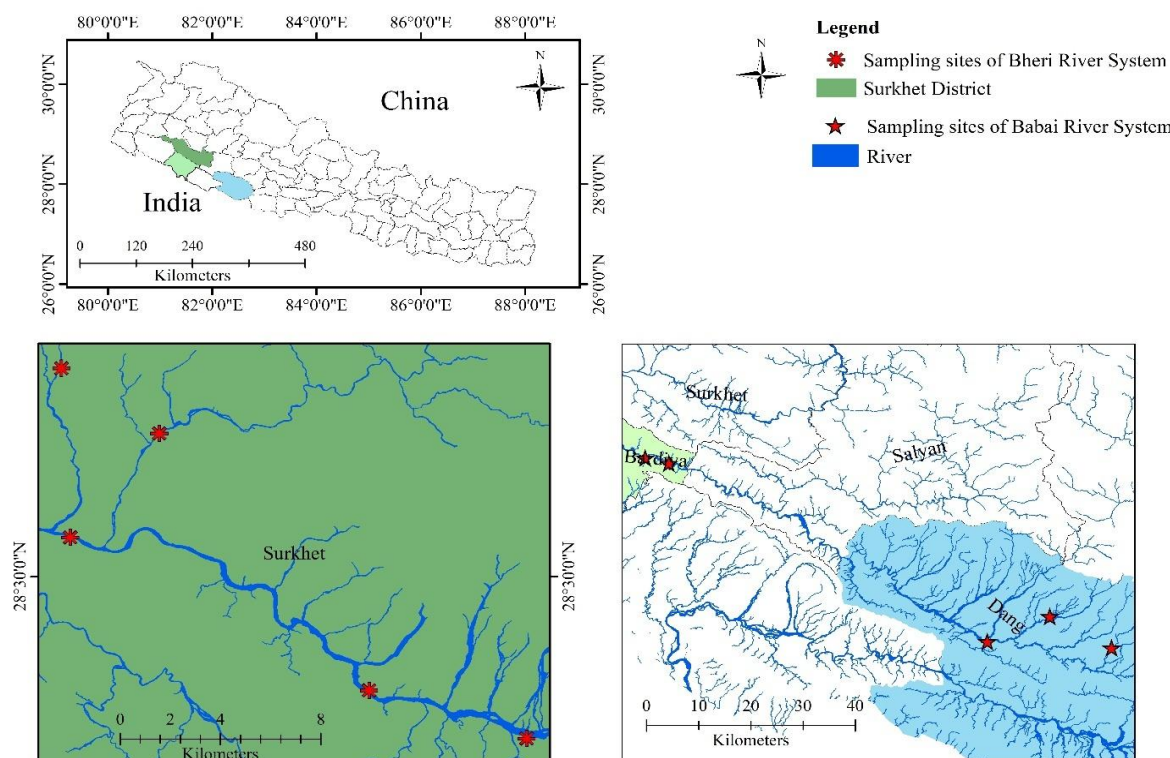 80°0'0"E 82°0'0"E 84°0'0"E 86°0'0"E 88°0'0"E
30°0'0"N
28°0'0"N
26°0'0"N
N
China
India
0 120 240 480
Kilometers
30°0'0"N
28°0'0"N
26°0'0"N
80°0'0"E 82°0'0"E 84°0'0"E 86°0'0"E 88°0'0"E
N
Legend
Sampling sites of Bheri River System
Surkhet District
Sampling sites of Babai River System
River
28°30'0"N
Surkhet
0 2 4 8
Kilometers
28°30'0"N
Surkhet
Bardiya
Salyan
Dang
0 10 20 30 40
Kilometers